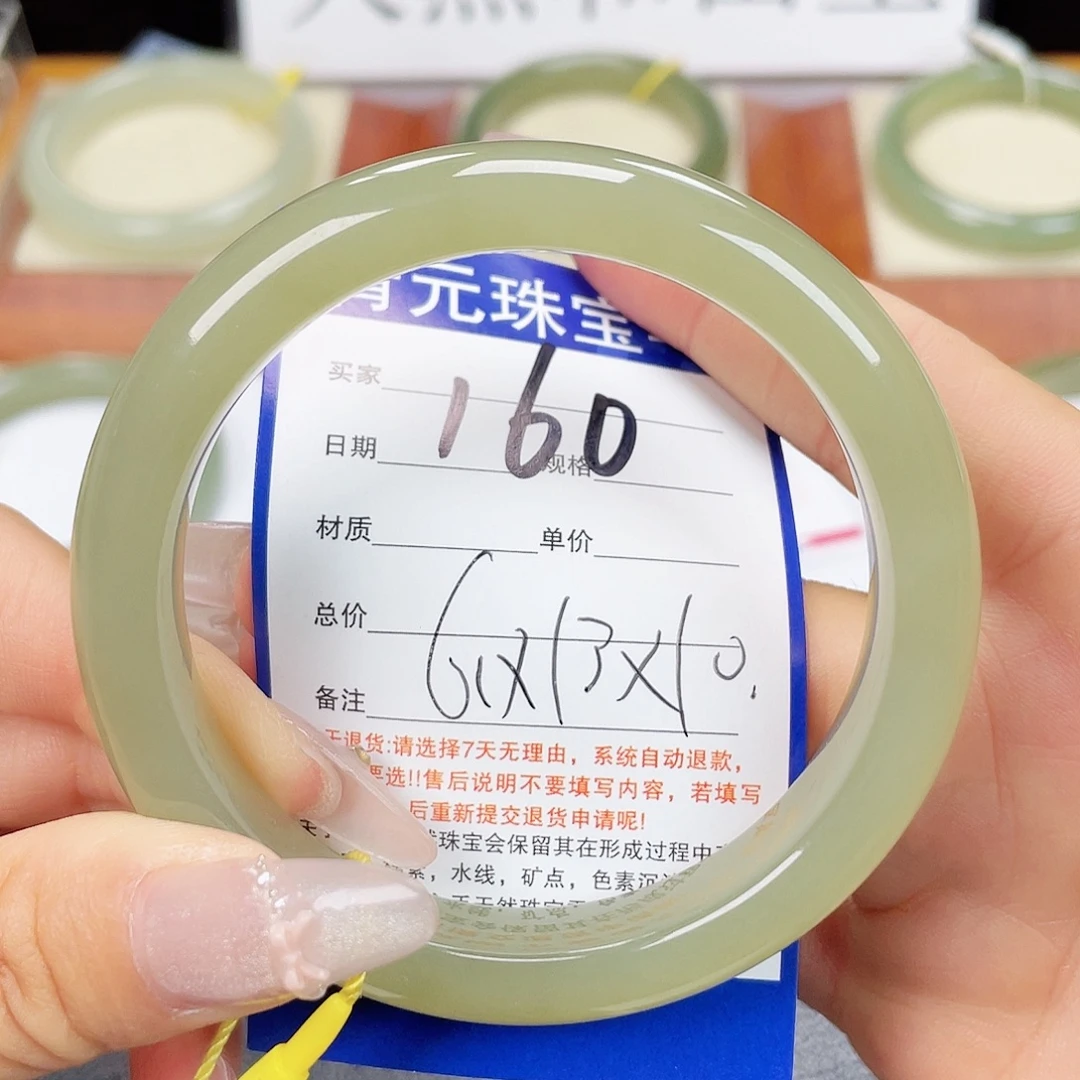 元珠宝
买家
160
日期 规格
材质 单价
总价
61x13x10.
备注
退货:请选择7天无理由，系统自动退款，
要选!!售后说明不要填写内容，若填写
后重新提交退货申请呢!
珠宝会保留其在形成过程中
，水线，矿点，色素沉